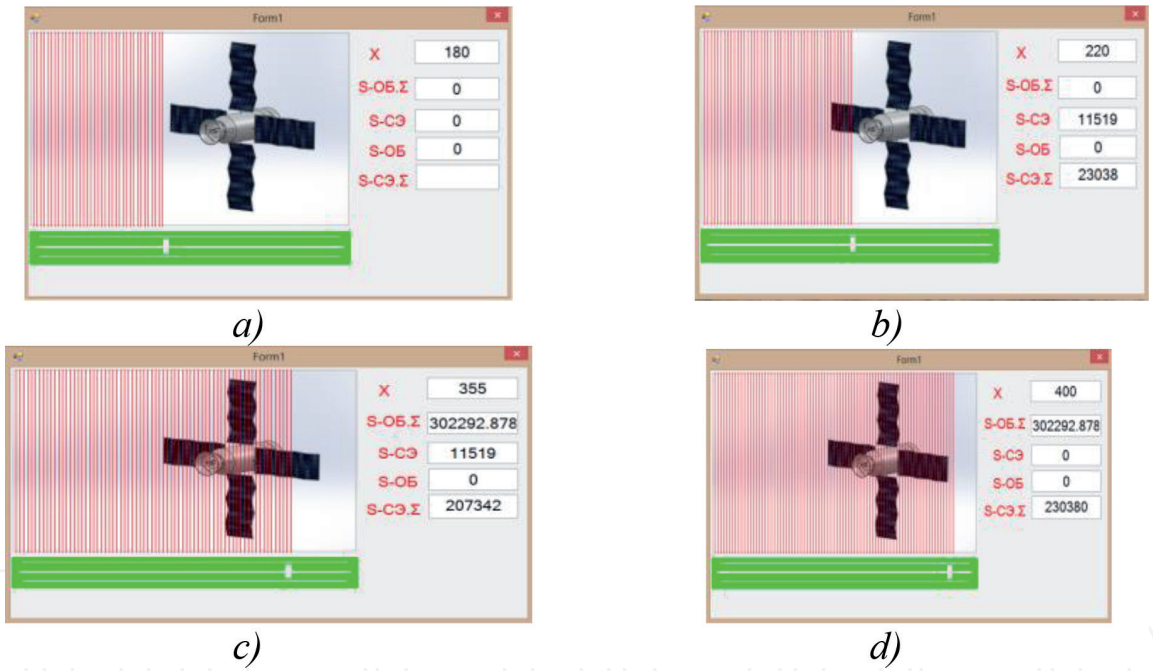 Form1
X 180
S-ОБ.Σ 0
S-СЭ 0
S-ОБ 0
S-СЭ.Σ
a)
Form1
X 220
S-ОБ.Σ 0
S-СЭ 11519
S-ОБ 0
S-СЭ.Σ 23038
b)
Form1
X 355
S-ОБ.Σ 302292.878
S-СЭ 11519
S-ОБ 0
S-СЭ.Σ 207342
c)
Form1
X 400
S-ОБ.Σ 302292.878
S-СЭ 0
S-ОБ 0
S-СЭ.Σ 230380
d)